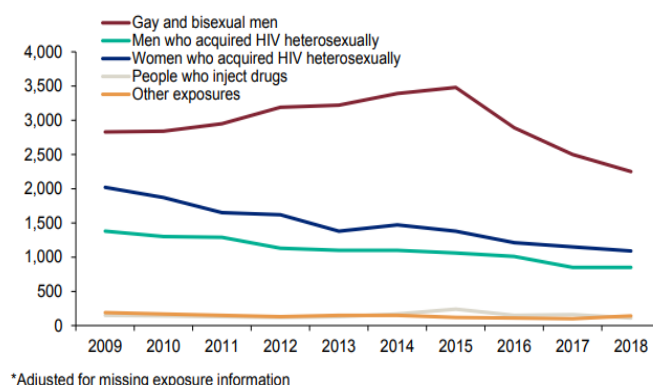 Gay and bisexual men
Men who acquired HIV heterosexually
Women who acquired HIV heterosexually
People who inject drugs
Other exposures
4,000
3,500
3,000
2,500
2,000
1,500
1,000
500
0
2009 2010 2011 2012 2013 2014 2015 2016 2017 2018
*Adjusted for missing exposure information